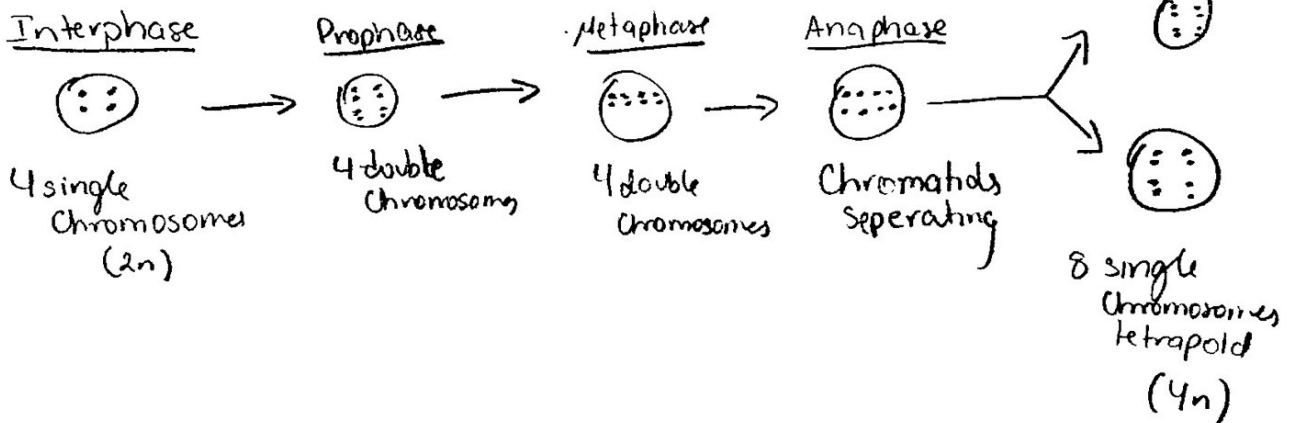 Interphase
Prophase
Metaphase
Anaphase
4 single
Chromosomes
(2n)
4 double
Chromosoms
4 double
Chromosomes
Chromatids
Seperating
8 single
Chromosomes
tetrapold
(4n)